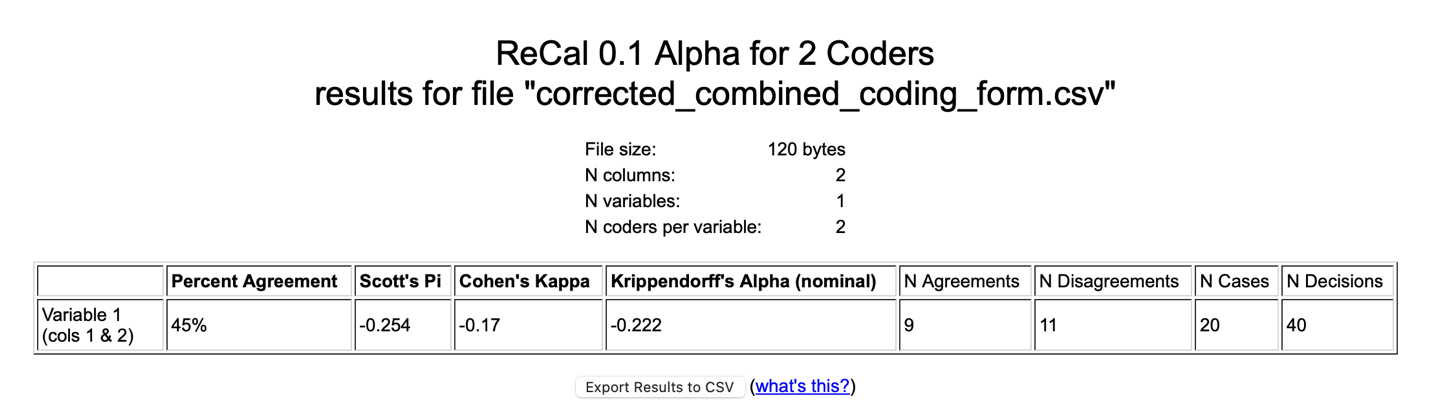 ReCal 0.1 Alpha for 2 Coders
results for file "corrected_combined_coding_form.csv"
File size: 120 bytes
N columns: 2
N variables: 1
N coders per variable: 2
Percent Agreement Scott's Pi Cohen's Kappa Krippendorff's Alpha (nominal) N Agreements N Disagreements N Cases N Decisions
Variable 1
(cols 1 & 2) 45% -0.254 -0.17 -0.222 9 11 20 40
Export Results to CSV (what's this?)